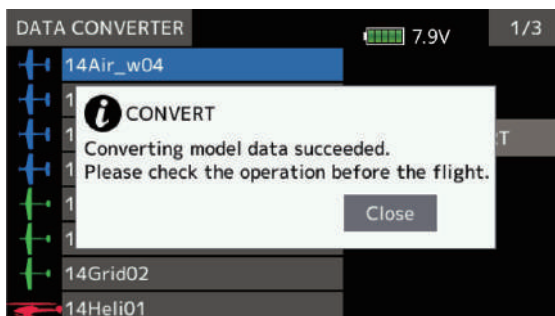 DATA CONVERTER
7.9V
1/3
14Air_w04
CONVERT
Converting model data succeeded.
Please check the operation before the flight.
Close
14Grid02
14Heli01